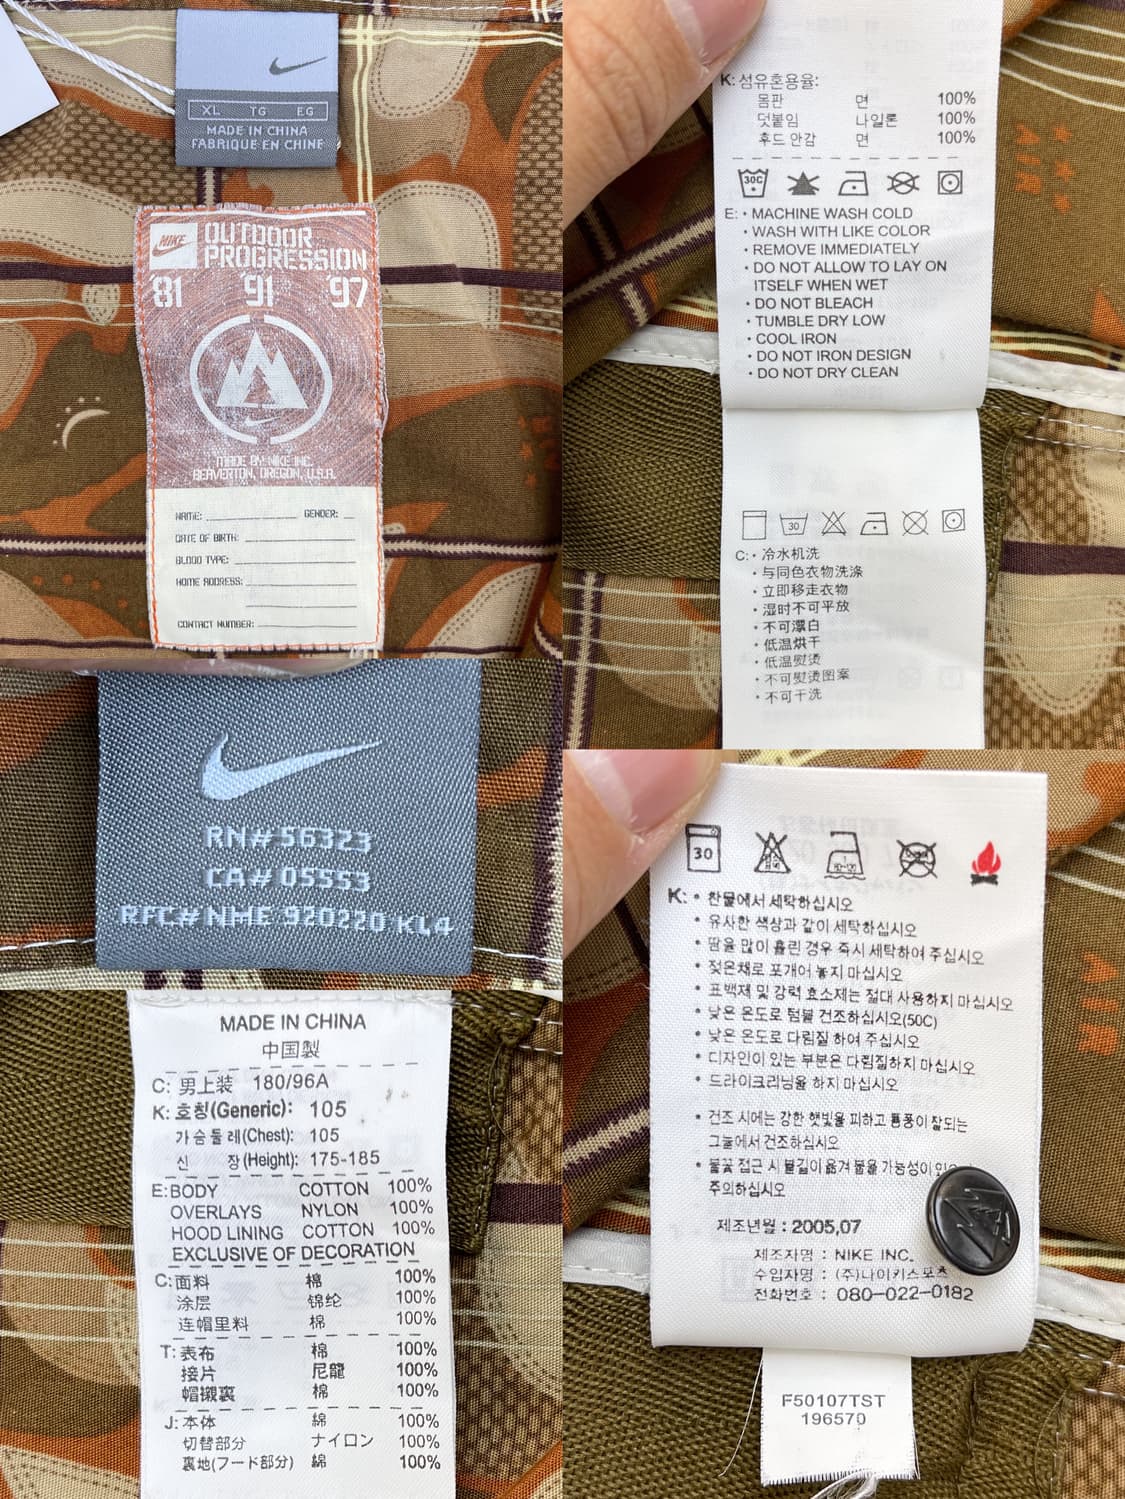 XL TG EG
MADE IN CHINA
FABRIQUE EN CHINE
NIKE
OUTDOOR
PROGRESSION
81 91 97
MADE BY NIKE INC.
BEAVERTON, OREGON, U.S.A.
NAME: GENDER:
DATE OF BIRTH:
BLOOD TYPE:
HOME ADDRESS:
CONTACT NUMBER:
K: 섬유혼용율:
몸판 면 100%
덧붙임 나일론 100%
후드 안감 면 100%
30C
E: • MACHINE WASH COLD
• WASH WITH LIKE COLOR
• REMOVE IMMEDIATELY
• DO NOT ALLOW TO LAY ON
ITSELF WHEN WET
• DO NOT BLEACH
• TUMBLE DRY LOW
• COOL IRON
• DO NOT IRON DESIGN
• DO NOT DRY CLEAN
30
C: • 冷水机洗
• 与同色衣物洗涤
• 立即移走衣物
• 湿时不可平放
• 不可漂白
• 低温烘干
• 低温熨烫
• 不可熨烫图案
• 不可干洗
AIR
RN# 56323
CA# 05553
RFC# NME 920220 KL4
MADE IN CHINA
中国製
C: 男上装 180/96A
K: 호칭(Generic): 105
가슴둘레(Chest): 105
신 장(Height): 175-185
E: BODY COTTON 100%
OVERLAYS NYLON 100%
HOOD LINING COTTON 100%
EXCLUSIVE OF DECORATION
C: 面料 棉 100%
涂层 锦纶 100%
连帽里料 棉 100%
T: 表布 棉 100%
接片 尼龍 100%
帽襯裏 棉 100%
J: 本体 綿 100%
切替部分 ナイロン 100%
裏地(フード部分) 綿 100%
30
K: • 찬물에서 세탁하십시오
• 유사한 색상과 같이 세탁하십시오
• 땀을 많이 흘린 경우 즉시 세탁하여 주십시오
• 젖은채로 포개어 놓지 마십시오
• 표백제 및 강력 효소제는 절대 사용하지 마십시오
• 낮은 온도로 텀블 건조하십시오(50C)
• 낮은 온도로 다림질 하여 주십시오
• 디자인이 있는 부분은 다림질하지 마십시오
• 드라이크리닝을 하지 마십시오
• 건조 시에는 강한 햇빛을 피하고 통풍이 잘되는
그늘에서 건조하십시오
• 불꽃 접근 시 불길이 옮겨 붙을 가능성이 있으
주의하십시오
제조년월 : 2005,07
제조자명 : NIKE INC.
수입자명 : (주)나이키스포츠
전화번호 : 080-022-0182
AIR
F50107TST
196570